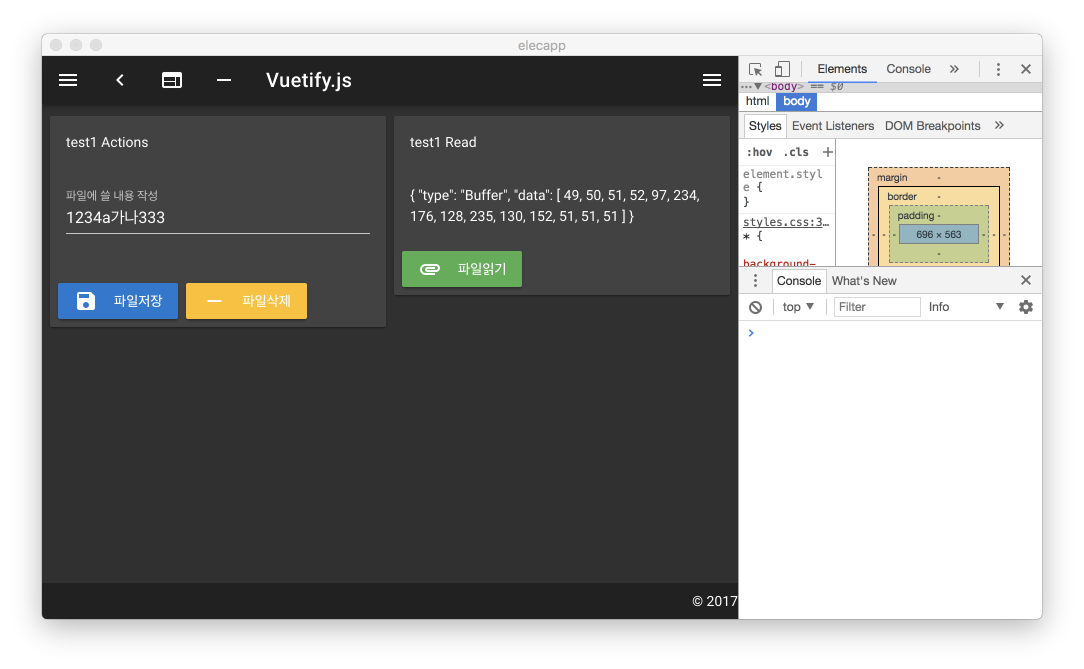 elecapp
Vuetify.js
test1 Actions
파일에 쓸 내용 작성
1234a가나333
파일저장
파일삭제
test1 Read
{ "type": "Buffer", "data": [ 49, 50, 51, 52, 97, 234,
176, 128, 235, 130, 152, 51, 51, 51 ] }
파일읽기
© 2017
Elements Console »
…▼<body> == $0
html body
Styles Event Listeners DOM Breakpoints »
:hov .cls +
element.styl
e {
}
styles.css:3…
* {
background-
margin -
border -
padding -
- - - 696 × 563 - - -
-
Console What's New
top ▼ Filter Info ▼
>